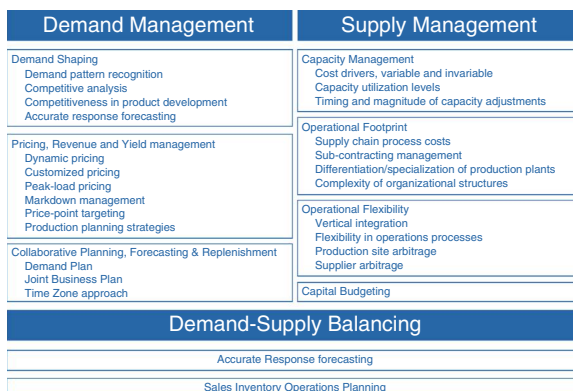 Demand Management
Demand Shaping
Demand pattern recognition
Competitive analysis
Competitiveness in product development
Accurate response forecasting
Pricing, Revenue and Yield management
Dynamic pricing
Customized pricing
Peak-load pricing
Markdown management
Price-point targeting
Production planning strategies
Collaborative Planning, Forecasting & Replenishment
Demand Plan
Joint Business Plan
Time Zone approach
Supply Management
Capacity Management
Cost drivers, variable and invariable
Capacity utilization levels
Timing and magnitude of capacity adjustments
Operational Footprint
Supply chain process costs
Sub-contracting management
Differentiation/specialization of production plants
Complexity of organizational structures
Operational Flexibility
Vertical integration
Flexibility in operations processes
Production site arbitrage
Supplier arbitrage
Capital Budgeting
Demand-Supply Balancing
Accurate Response forecasting
Sales Inventory Operations Planning